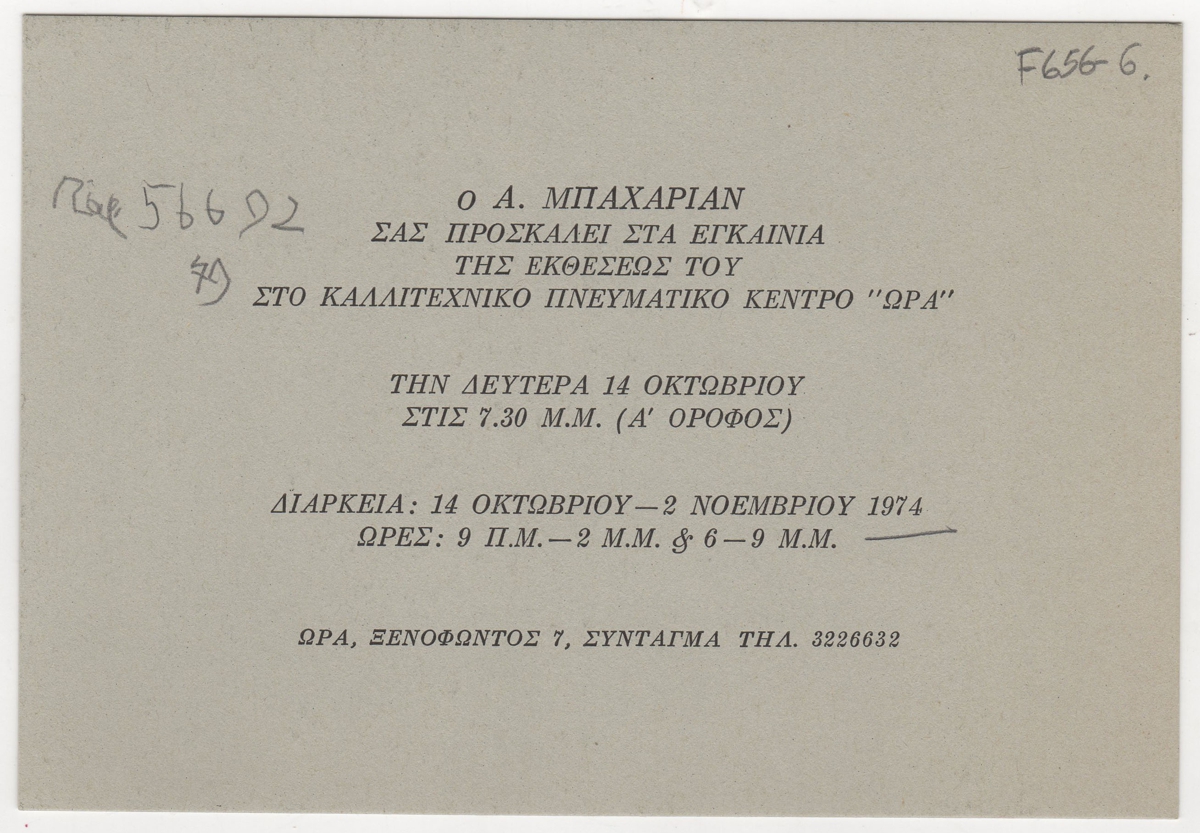 F656-6.
Ο Α. ΜΠΑΧΑΡΙΑΝ
ΣΑΣ ΠΡΟΣΚΑΛΕΙ ΣΤΑ ΕΓΚΑΙΝΙΑ
ΤΗΣ ΕΚΘΕΣΕΩΣ ΤΟΥ
ΣΤΟ ΚΑΛΛΙΤΕΧΝΙΚΟ ΠΝΕΥΜΑΤΙΚΟ ΚΕΝΤΡΟ "ΩΡΑ"
ΤΗΝ ΔΕΥΤΕΡΑ 14 ΟΚΤΩΒΡΙΟΥ
ΣΤΙΣ 7.30 Μ.Μ. (Α' ΟΡΟΦΟΣ)
ΔΙΑΡΚΕΙΑ: 14 ΟΚΤΩΒΡΙΟΥ—2 ΝΟΕΜΒΡΙΟΥ 1974
ΩΡΕΣ: 9 Π.Μ.—2 Μ.Μ. & 6—9 Μ.Μ.
ΩΡΑ, ΞΕΝΟΦΩΝΤΟΣ 7, ΣΥΝΤΑΓΜΑ ΤΗΛ. 3226632